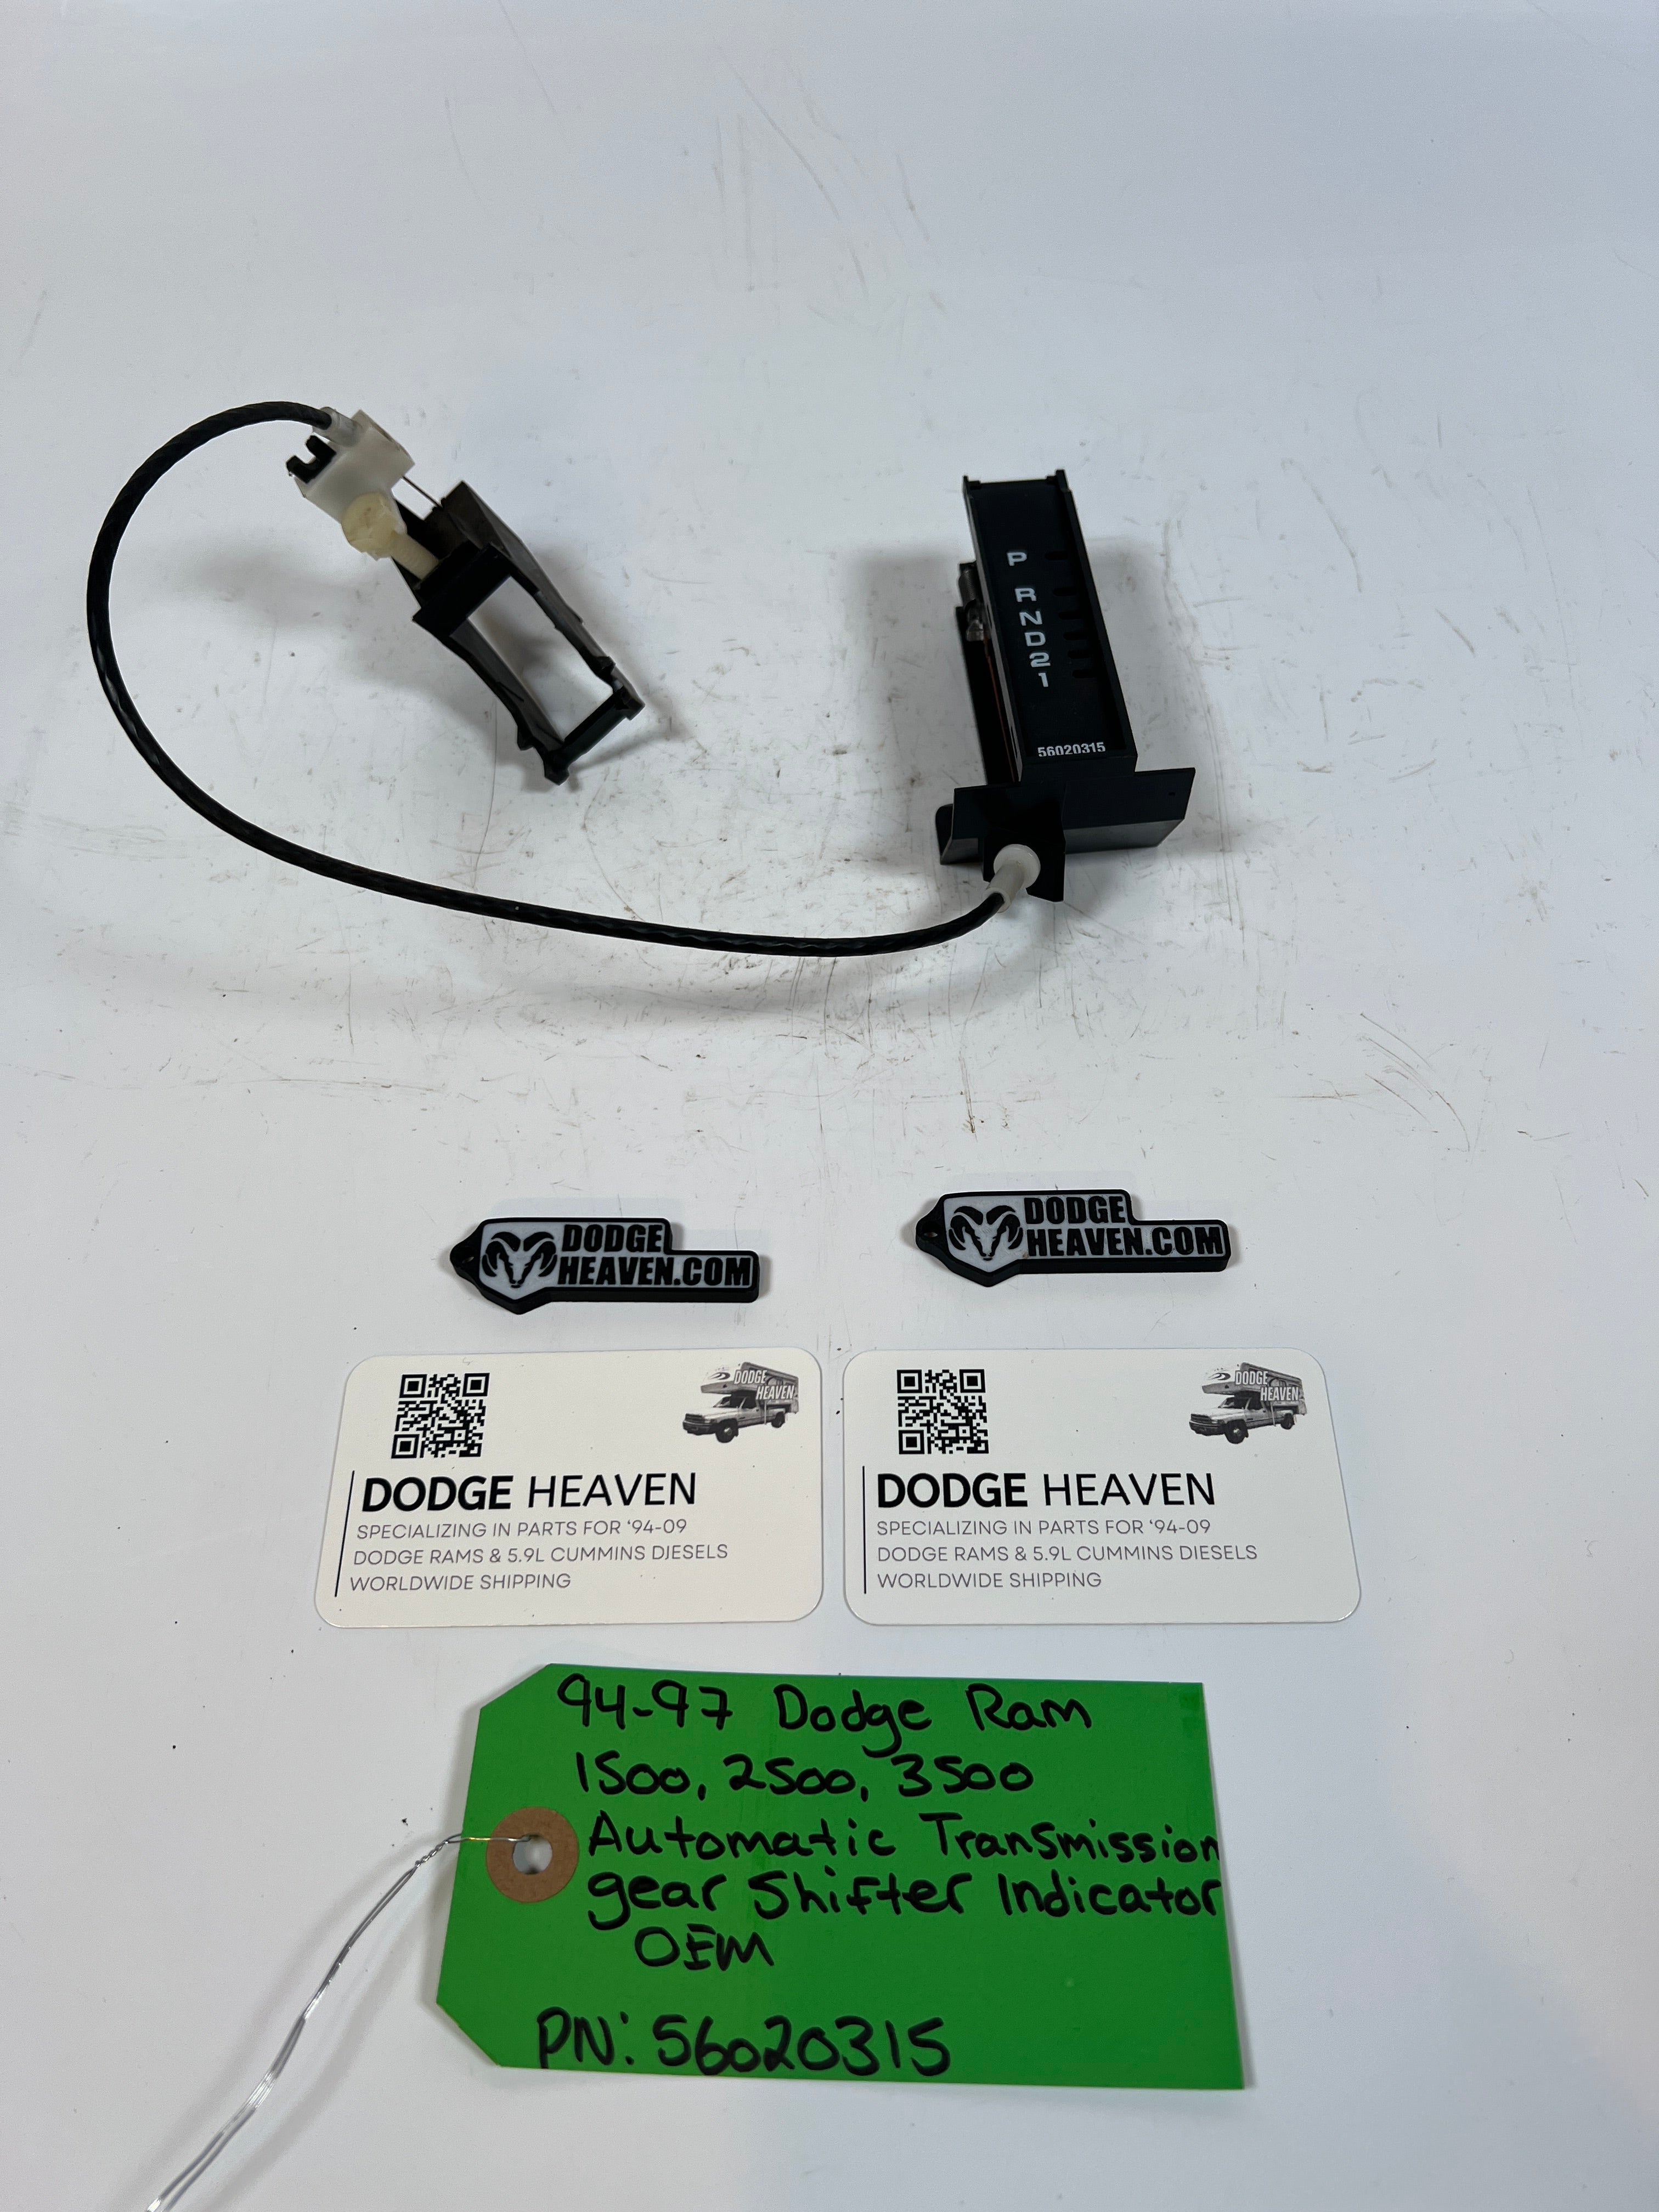 P
R
N
D
2
1
56020315
DODGE
HEAVEN.COM
DODGE
HEAVEN.COM
DODGE
HEAVEN
DODGE HEAVEN
SPECIALIZING IN PARTS FOR ‘94-09
DODGE RAMS & 5.9L CUMMINS DIESELS
WORLDWIDE SHIPPING
DODGE
HEAVEN
DODGE HEAVEN
SPECIALIZING IN PARTS FOR ‘94-09
DODGE RAMS & 5.9L CUMMINS DIESELS
WORLDWIDE SHIPPING
94-97 Dodge Ram
1500, 2500, 3500
Automatic Transmission
gear Shifter Indicator
OEM
PN: 56020315